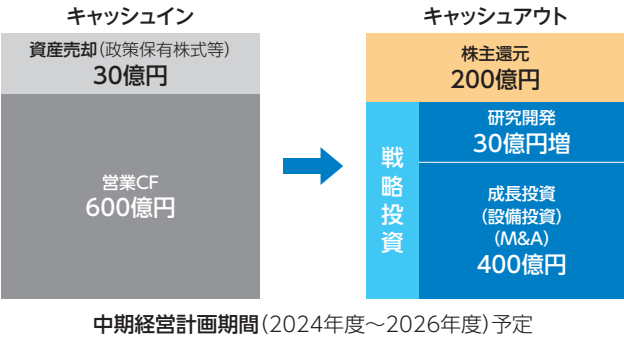 キャッシュイン
資産売却(政策保有株式等)
30億円
営業CF
600億円
キャッシュアウト
株主還元
200億円
戦略投資
研究開発
30億円増
成長投資
(設備投資)
(M&A)
400億円
中期経営計画期間(2024年度～2026年度)予定